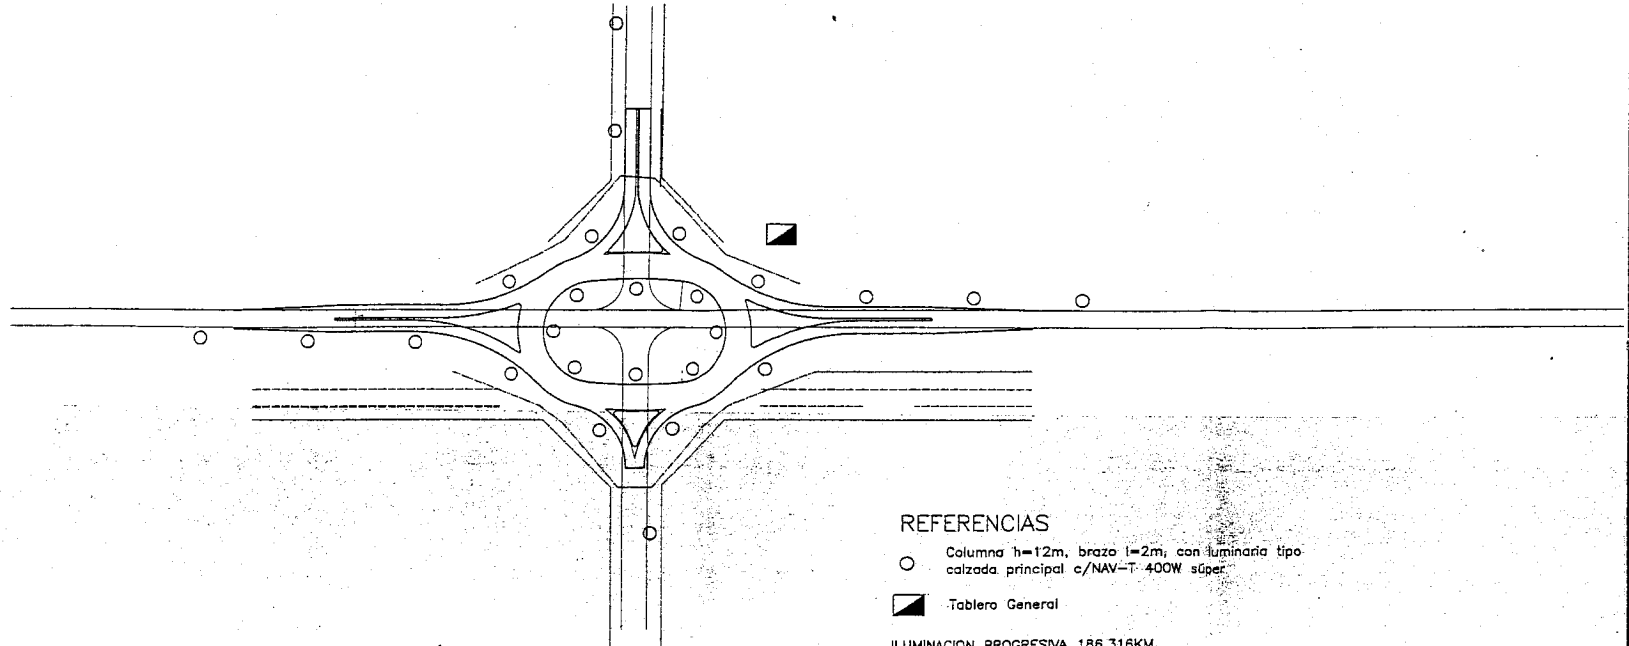 REFERENCIAS
Columna h=12m, brazo l=2m, con luminaria tipo
calzada principal c/NAV-T 400W súper
Tablero General
ILUMINACION PROGRESIVA 186.316KM.